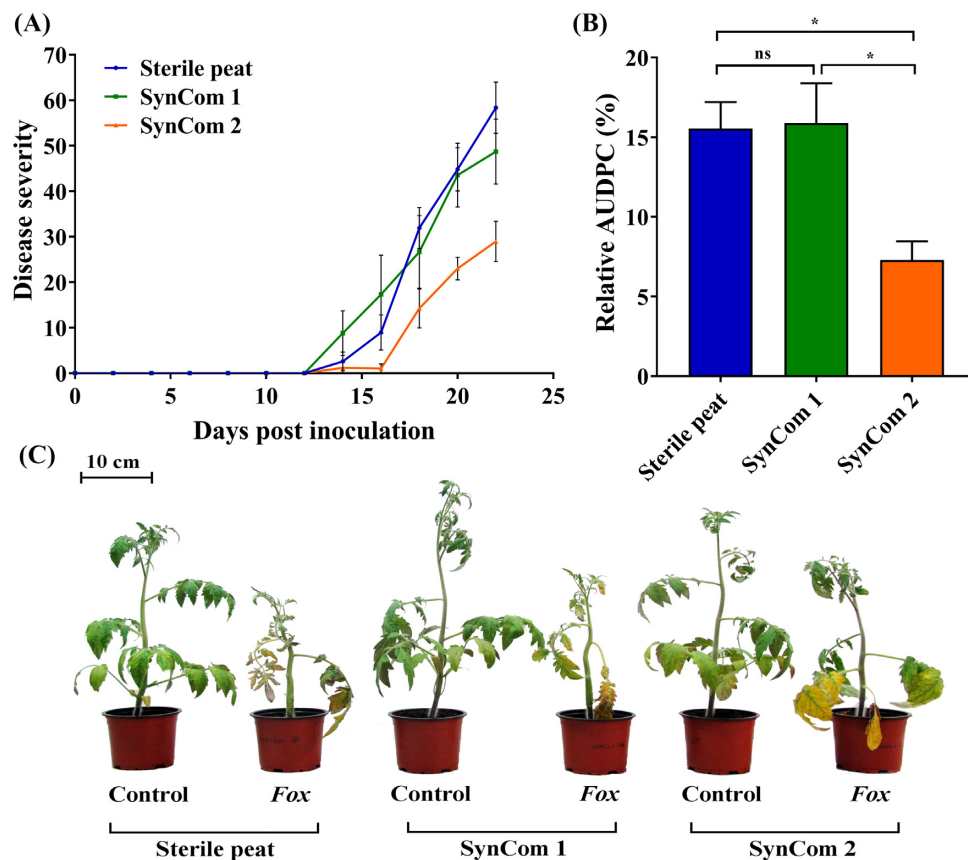 (A)
70
60
50
40
30
20
10
0
Disease severity
Sterile peat
SynCom 1
SynCom 2
0 5 10 15 20 25
Days post inoculation
(B)
* 
ns *
20
15
10
5
0
Relative AUDPC (%)
Sterile peat
SynCom 1
SynCom 2
(C)
10 cm
Control Fox Control Fox Control Fox
Sterile peat SynCom 1 SynCom 2